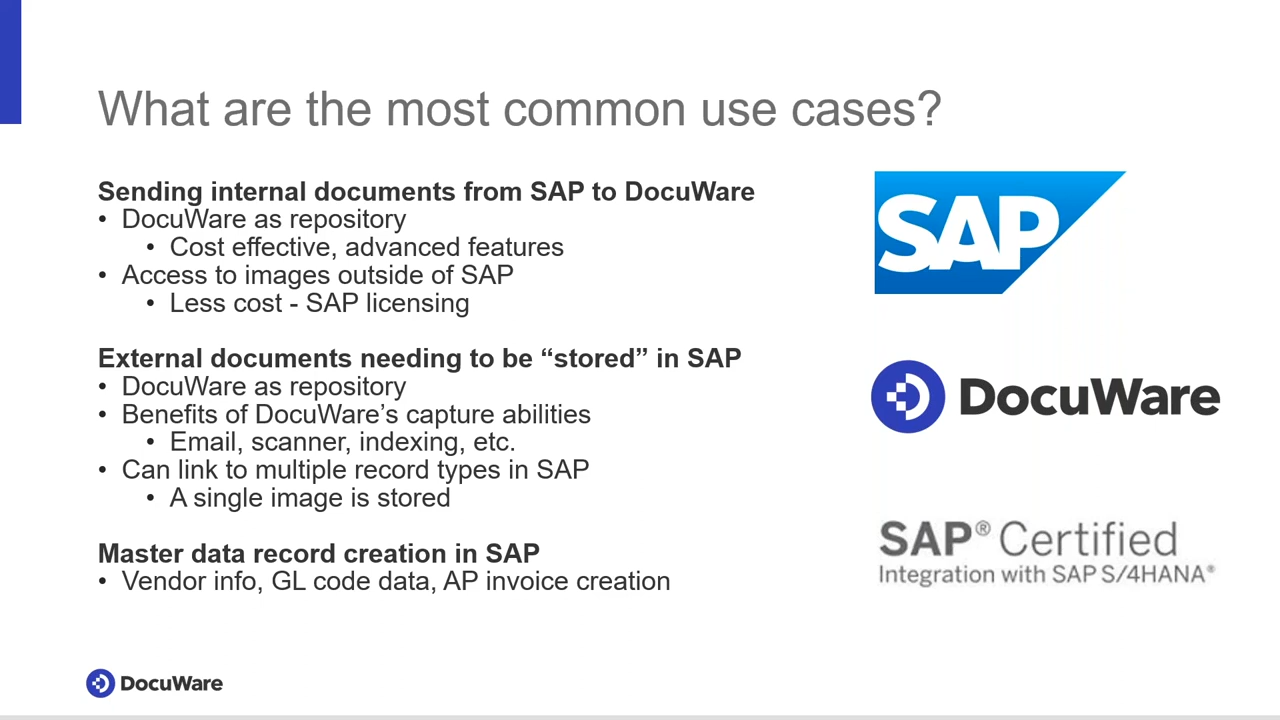 What are the most common use cases?
Sending internal documents from SAP to DocuWare
• DocuWare as repository
• Cost effective, advanced features
• Access to images outside of SAP
• Less cost - SAP licensing
External documents needing to be “stored” in SAP
• DocuWare as repository
• Benefits of DocuWare’s capture abilities
• Email, scanner, indexing, etc.
• Can link to multiple record types in SAP
• A single image is stored
Master data record creation in SAP
• Vendor info, GL code data, AP invoice creation
SAP
DocuWare
SAP® Certified
Integration with SAP S/4HANA®
DocuWare